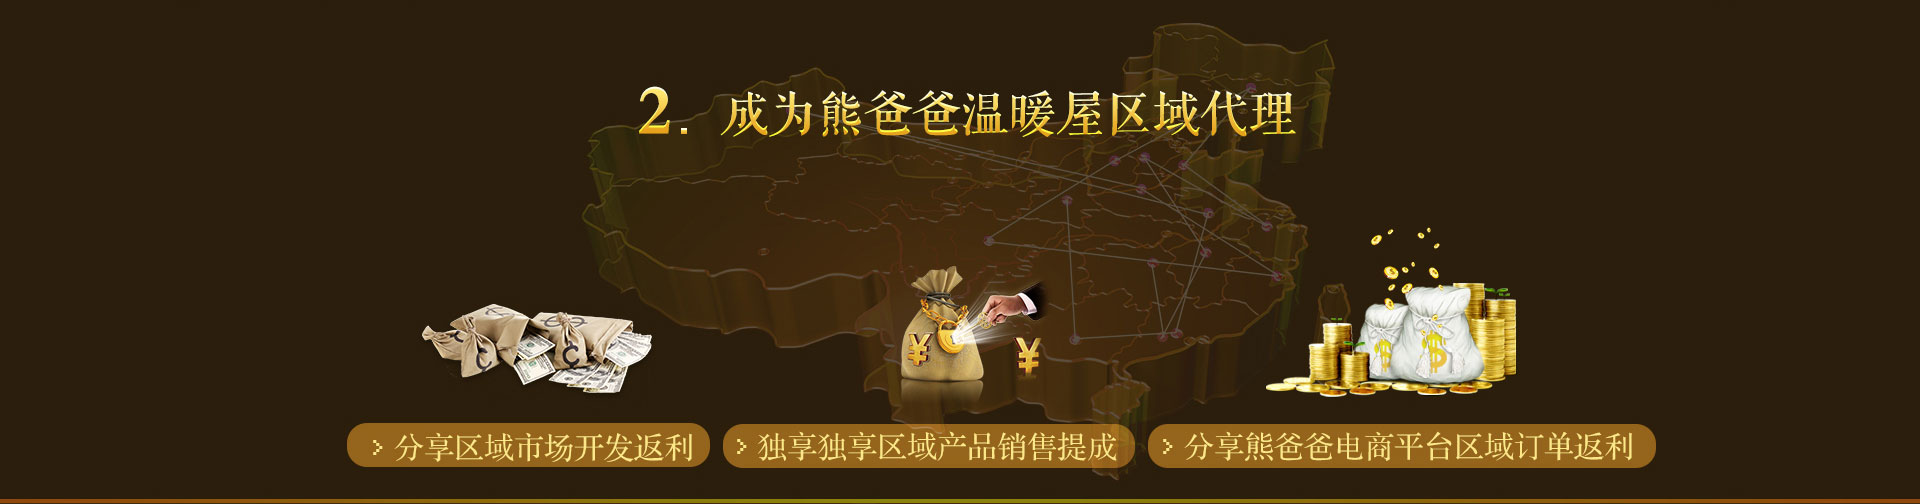 2. 成为熊爸爸温暖屋区域代理
¥ ¥
$ $
> 分享区域市场开发返利
> 独享独享区域产品销售提成
> 分享熊爸爸电商平台区域订单返利